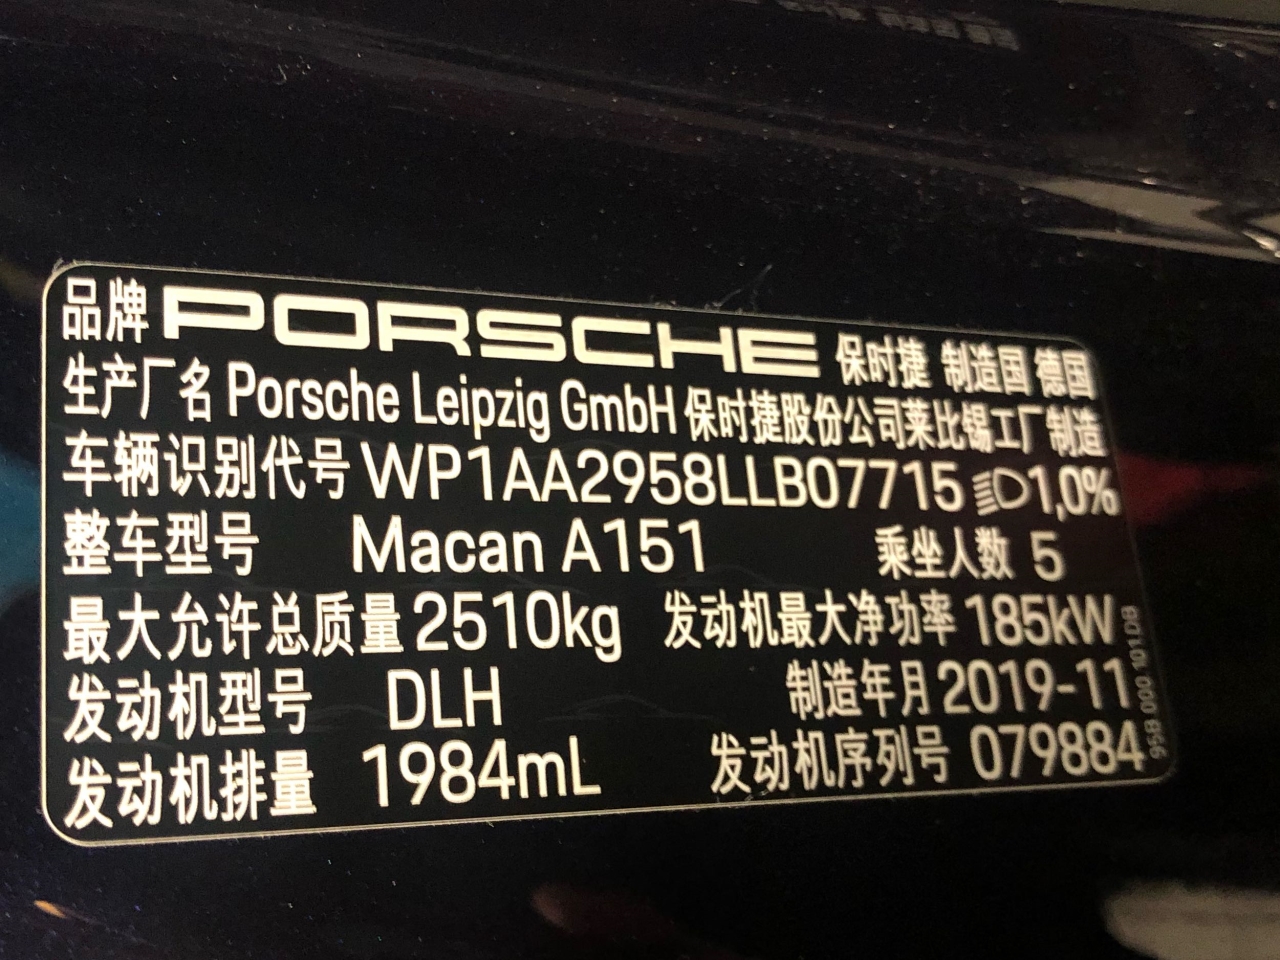 品牌 PORSCHE 保时捷 制造国 德国
生产厂名 Porsche Leipzig GmbH 保时捷股份公司莱比锡工厂制造
车辆识别代号 WP1AA2958LLB07715 1,0%
整车型号 Macan A151 乘坐人数 5
最大允许总质量 2510kg 发动机最大净功率 185kW
发动机型号 DLH 制造年月 2019-11
发动机排量 1984mL 发动机序列号 079884
95B 000 101 DB